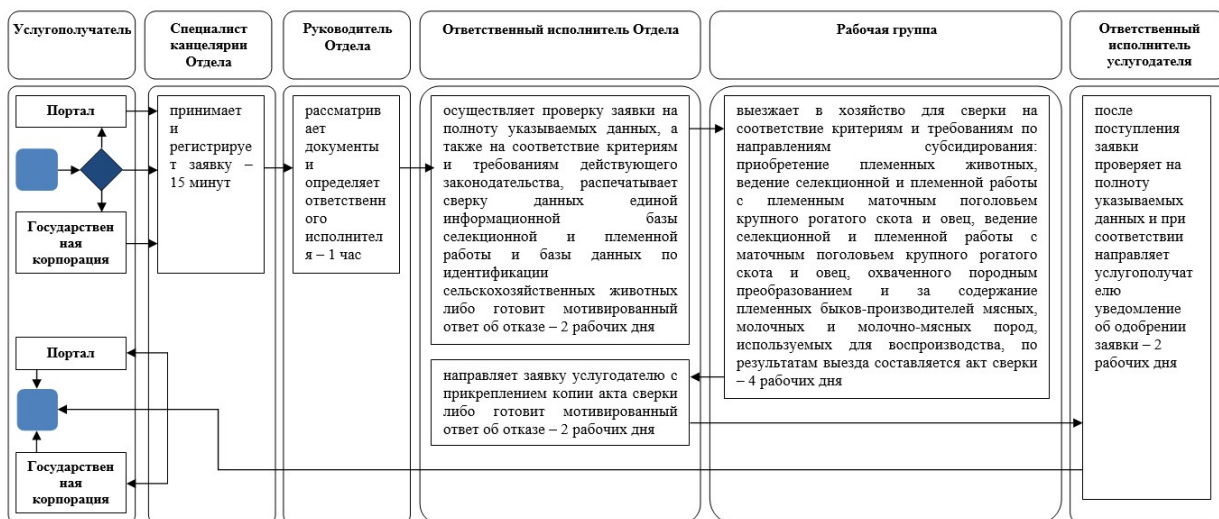 Услугополучатель
Специалист
канцелярии
Отдела
Руководитель
Отдела
Ответственный исполнитель Отдела
Рабочая группа
Ответственный
исполнитель
услугодателя
Портал
Государствен
ная
корпорация
принимает
и
регистрируе
т заявку –
15 минут
рассматрив
ает
документы
и
определяет
ответственн
ого
исполнител
я – 1 час
осуществляет проверку заявки на
полноту указываемых данных, а
также на соответствие критериям
и требованиям действующего
законодательства, распечатывает
сверку данных единой
информационной базы
селекционной и племенной
работы и базы данных по
идентификации
сельскохозяйственных животных
либо готовит мотивированный
ответ об отказе – 2 рабочих дня
выезжает в хозяйство для сверки на
соответствие критериям и требованиям по
направлениям субсидирования:
приобретение племенных животных,
ведение селекционной и племенной работы
с племенным маточным поголовьем
крупного рогатого скота и овец, ведение
селекционной и племенной работы с
маточным поголовьем крупного рогатого
скота и овец, охваченного породным
преобразованием и за содержание
племенных быков-производителей мясных,
молочных и молочно-мясных пород,
используемых для воспроизводства, по
результатам выезда составляется акт сверки
– 4 рабочих дня
после
поступления
заявки
проверяет на
полноту
указываемых
данных и при
соответствии
направляет
услугополучат
елю
уведомление
об одобрении
заявки – 2
рабочих дня
направляет заявку услугодателю с
прикреплением копии акта сверки
либо готовит мотивированный
ответ об отказе – 2 рабочих дня
Портал
Государствен
ная
корпорация